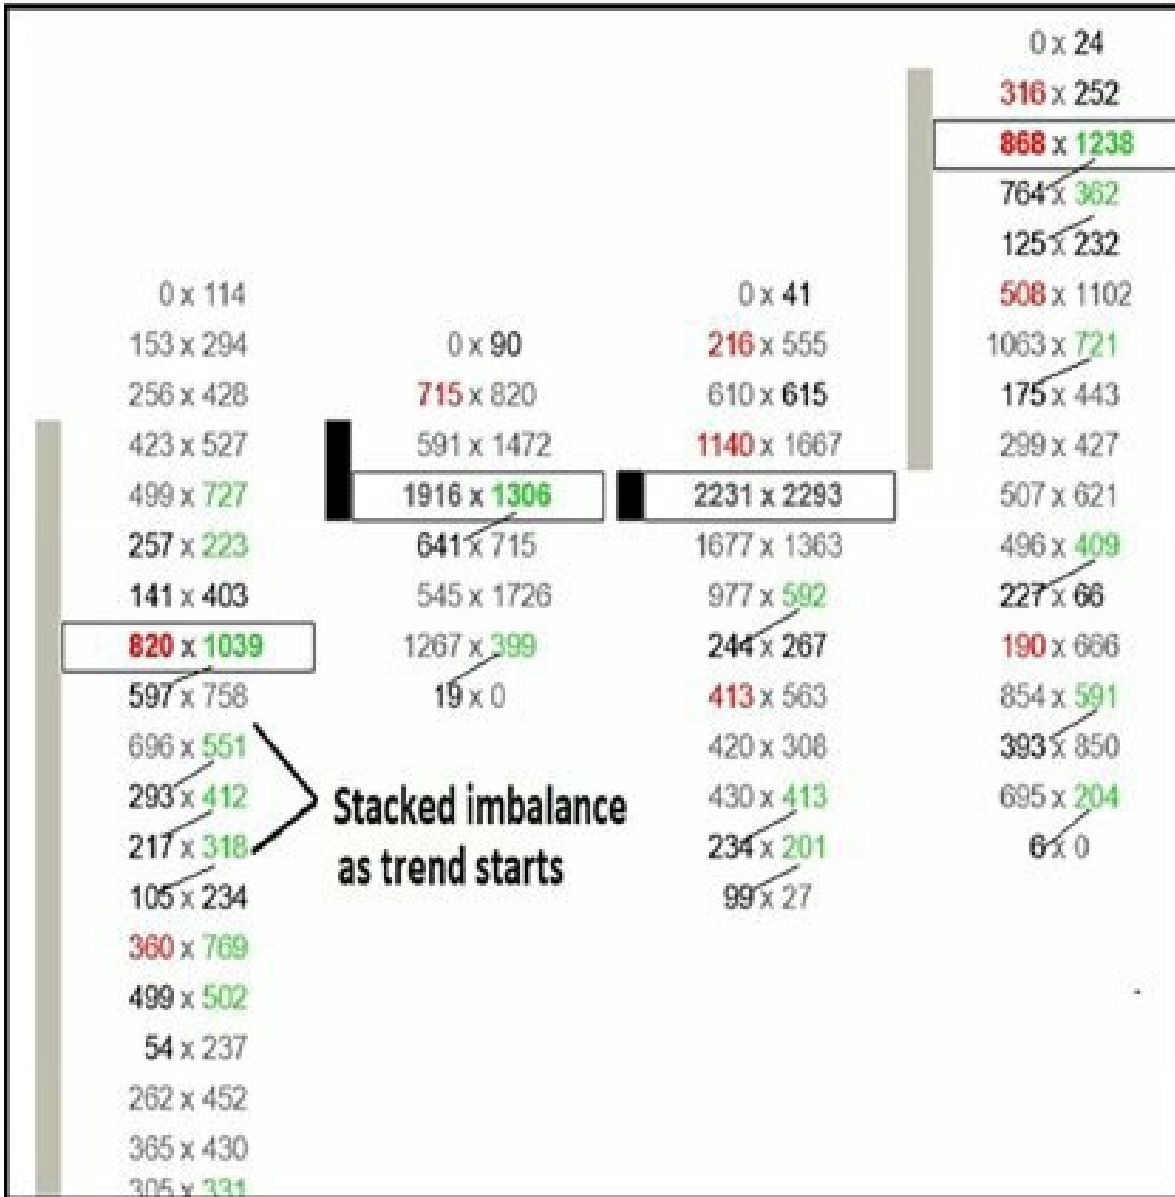 0 x 24
316 x 252
868 x 1238
764 x 362
125 x 232
0 x 114 0 x 41 508 x 1102
153 x 294 0 x 90 216 x 555 1063 x 721
256 x 428 715 x 820 610 x 615 175 x 443
423 x 527 591 x 1472 1140 x 1667 299 x 427
499 x 727 1916 x 1306 2231 x 2293 507 x 621
257 x 223 641 x 715 1677 x 1363 496 x 409
141 x 403 545 x 1726 977 x 592 227 x 66
820 x 1039 1267 x 399 244 x 267 190 x 666
597 x 758 19 x 0 413 x 563 854 x 591
696 x 551 420 x 308 393 x 850
293 x 412 Stacked imbalance 430 x 413 695 x 204
217 x 318 as trend starts 234 x 201 6 x 0
105 x 234 99 x 27
360 x 769
499 x 502
54 x 237
262 x 452
365 x 430
305 x 331